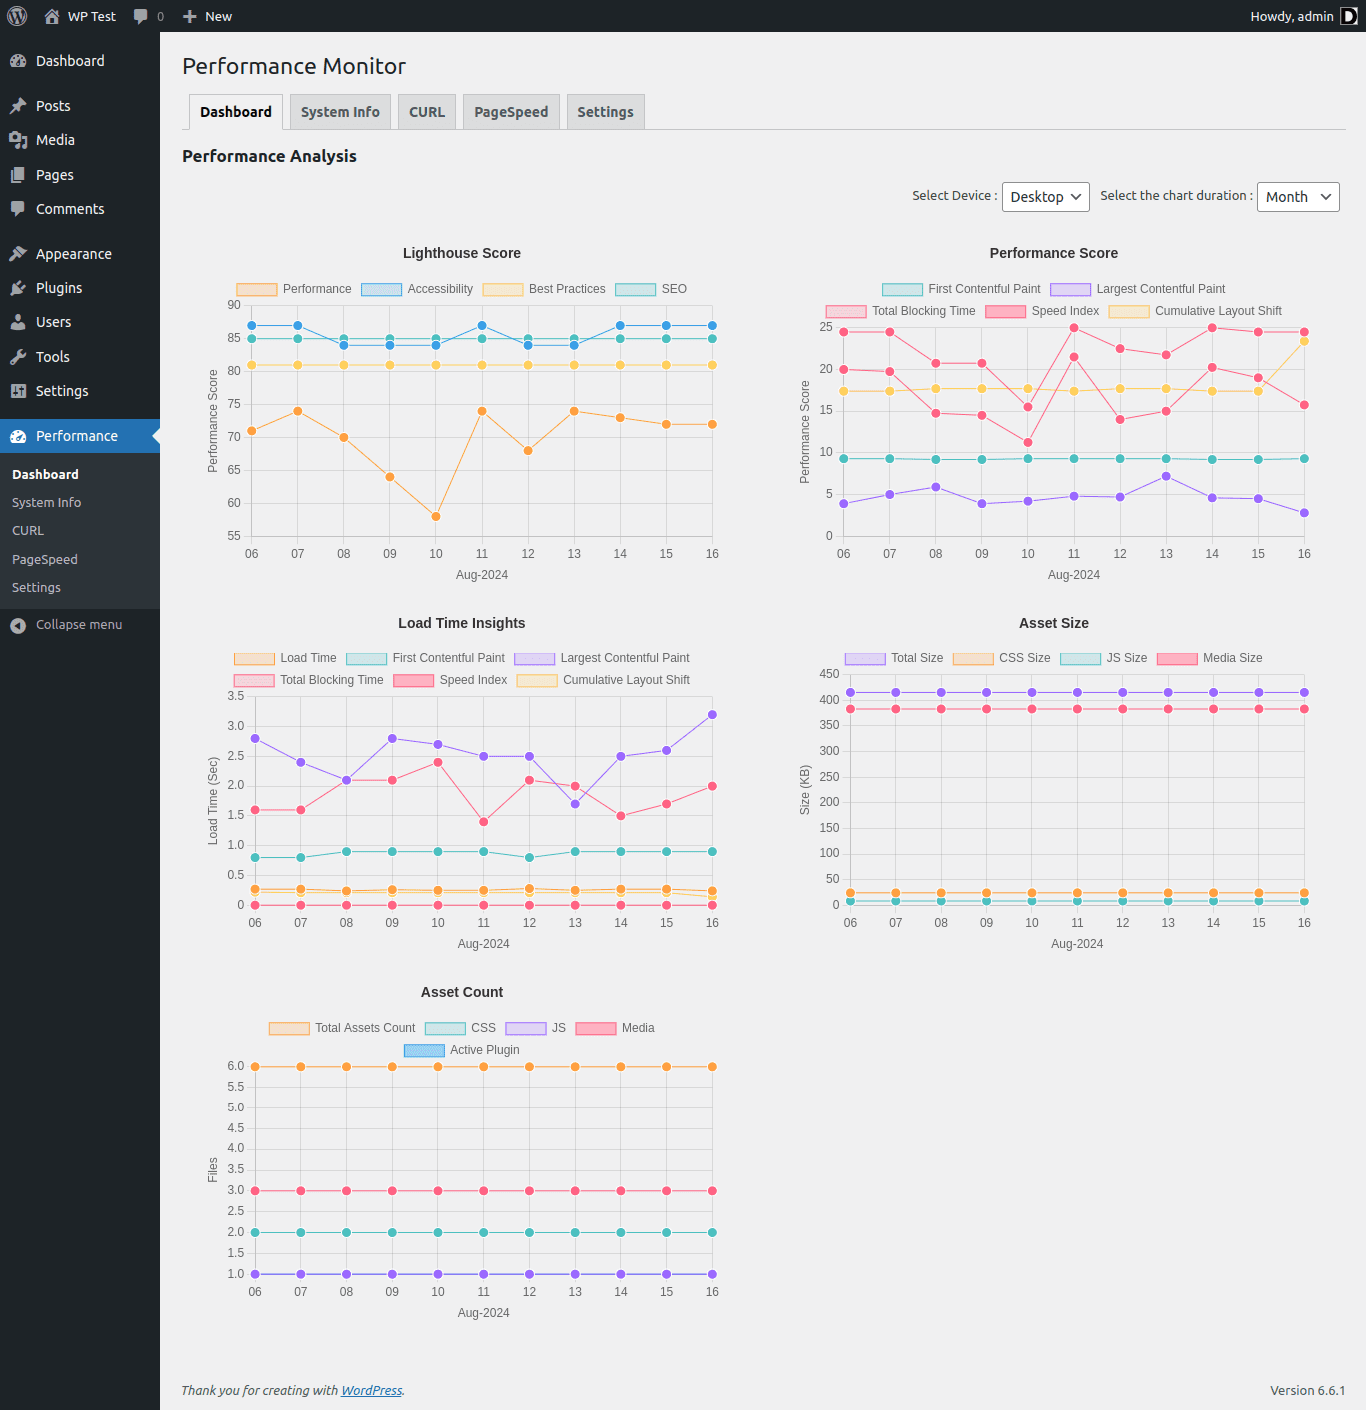 WP Test 0 New Howdy, admin
Dashboard
Posts
Media
Pages
Comments
Appearance
Plugins
Users
Tools
Settings
Performance
Dashboard
System Info
CURL
PageSpeed
Settings
Collapse menu
Performance Monitor
Dashboard System Info CURL PageSpeed Settings
Performance Analysis
Select Device : Desktop Select the chart duration : Month
Lighthouse Score
Performance Accessibility Best Practices SEO
90
85
80
75
70
65
60
55
Performance Score
06 07 08 09 10 11 12 13 14 15 16
Aug-2024
Performance Score
First Contentful Paint Largest Contentful Paint
Total Blocking Time Speed Index Cumulative Layout Shift
25
20
15
10
5
0
Performance Score
06 07 08 09 10 11 12 13 14 15 16
Aug-2024
Load Time Insights
Load Time First Contentful Paint Largest Contentful Paint
Total Blocking Time Speed Index Cumulative Layout Shift
3.5
3.0
2.5
2.0
1.5
1.0
0.5
0
Load Time (Sec)
06 07 08 09 10 11 12 13 14 15 16
Aug-2024
Asset Size
Total Size CSS Size JS Size Media Size
450
400
350
300
250
200
150
100
50
0
Size (KB)
06 07 08 09 10 11 12 13 14 15 16
Aug-2024
Asset Count
Total Assets Count CSS JS Media
Active Plugin
6.0
5.5
5.0
4.5
4.0
3.5
3.0
2.5
2.0
1.5
1.0
Files
06 07 08 09 10 11 12 13 14 15 16
Aug-2024
Thank you for creating with WordPress. Version 6.6.1